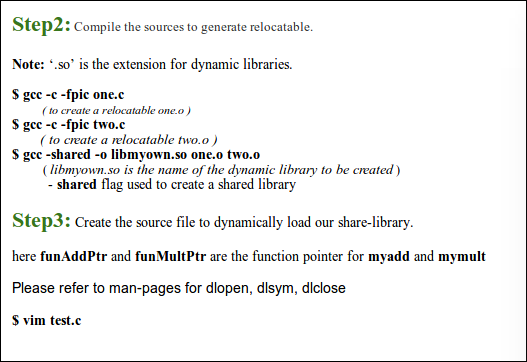 Step2: Compile the sources to generate relocatable.
Note: ‘.so’ is the extension for dynamic libraries.
$ gcc -c -fpic one.c
( to create a relocatable one.o )
$ gcc -c -fpic two.c
( to create a relocatable two.o )
$ gcc -shared -o libmyown.so one.o two.o
( libmyown.so is the name of the dynamic library to be created )
- shared flag used to create a shared library
Step3: Create the source file to dynamically load our share-library.
here funAddPtr and funMultPtr are the function pointer for myadd and mymult
Please refer to man-pages for dlopen, dlsym, dlclose
$ vim test.c